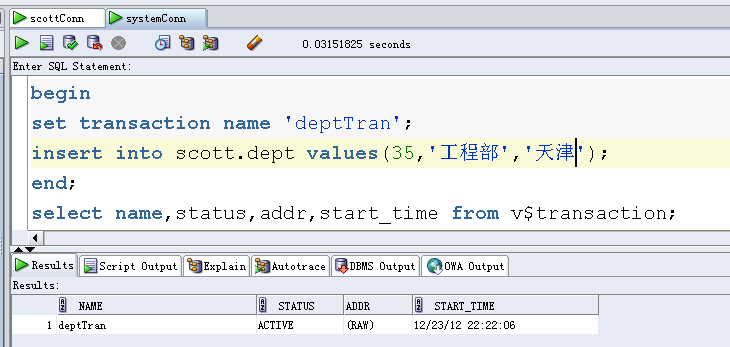 scottConn systemConn
0.03151825 seconds
Enter SQL Statement:
begin
set transaction name 'deptTran';
insert into scott.dept values(35,'工程部','天津');
end;
select name,status,addr,start_time from v$transaction;
Results Script Output Explain Autotrace DBMS Output OWA Output
Results:
NAME STATUS ADDR START_TIME
1 deptTran ACTIVE (RAW) 12/23/12 22:22:06